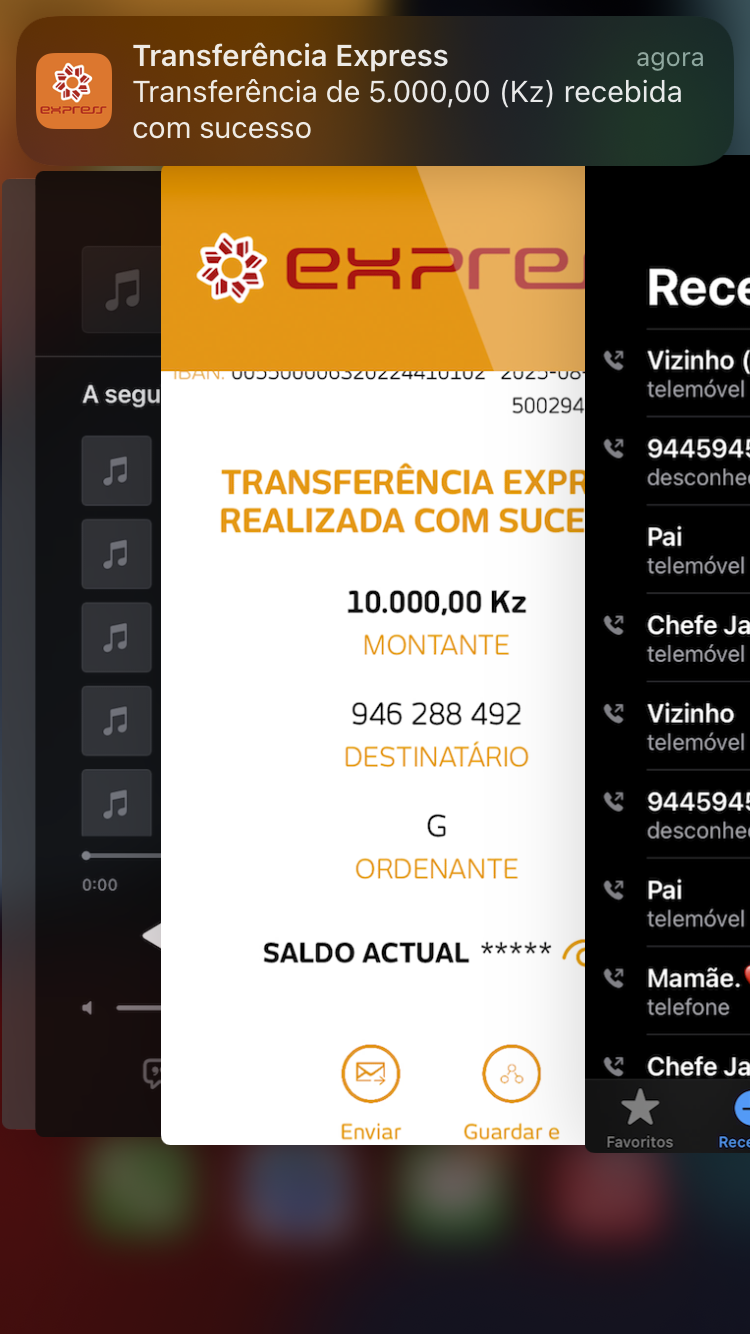 Transferência Express
agora
Transferência de 5.000,00 (Kz) recebida
com sucesso
express
A segu
0:00
expre
IBAN: 005500006320224410102 2025-08-
500294
TRANSFERÊNCIA EXPR
REALIZADA COM SUCE
10.000,00 Kz
MONTANTE
946 288 492
DESTINATÁRIO
G
ORDENANTE
SALDO ACTUAL *****
Enviar
Guardar e
Rece
Vizinho (
telemóvel
9445945
desconhe
Pai
telemóvel
Chefe Ja
telemóvel
Vizinho
telemóvel
9445945
desconhe
Pai
telemóvel
Mamãe.❤️
telefone
Chefe Ja
Favoritos
Rece